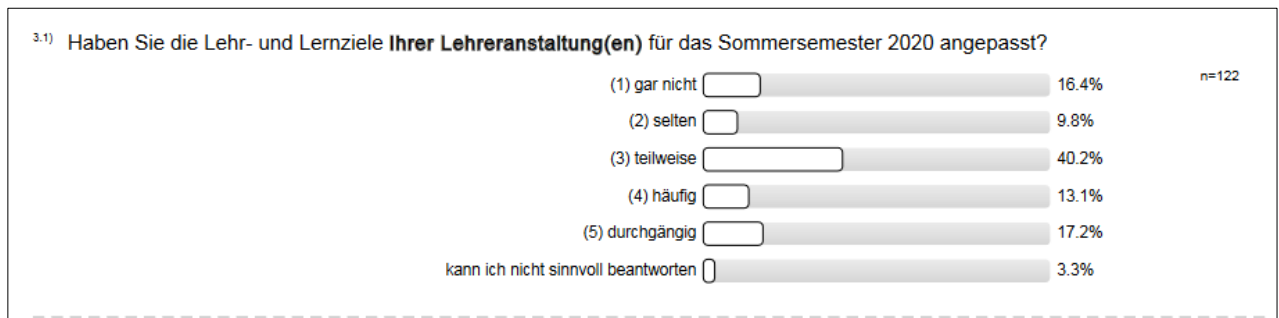 3.1) Haben Sie die Lehr- und Lernziele Ihrer Lehreranstaltung(en) für das Sommersemester 2020 angepasst?
n=122
(1) gar nicht 16.4%
(2) selten 9.8%
(3) teilweise 40.2%
(4) häufig 13.1%
(5) durchgängig 17.2%
kann ich nicht sinnvoll beantworten 3.3%